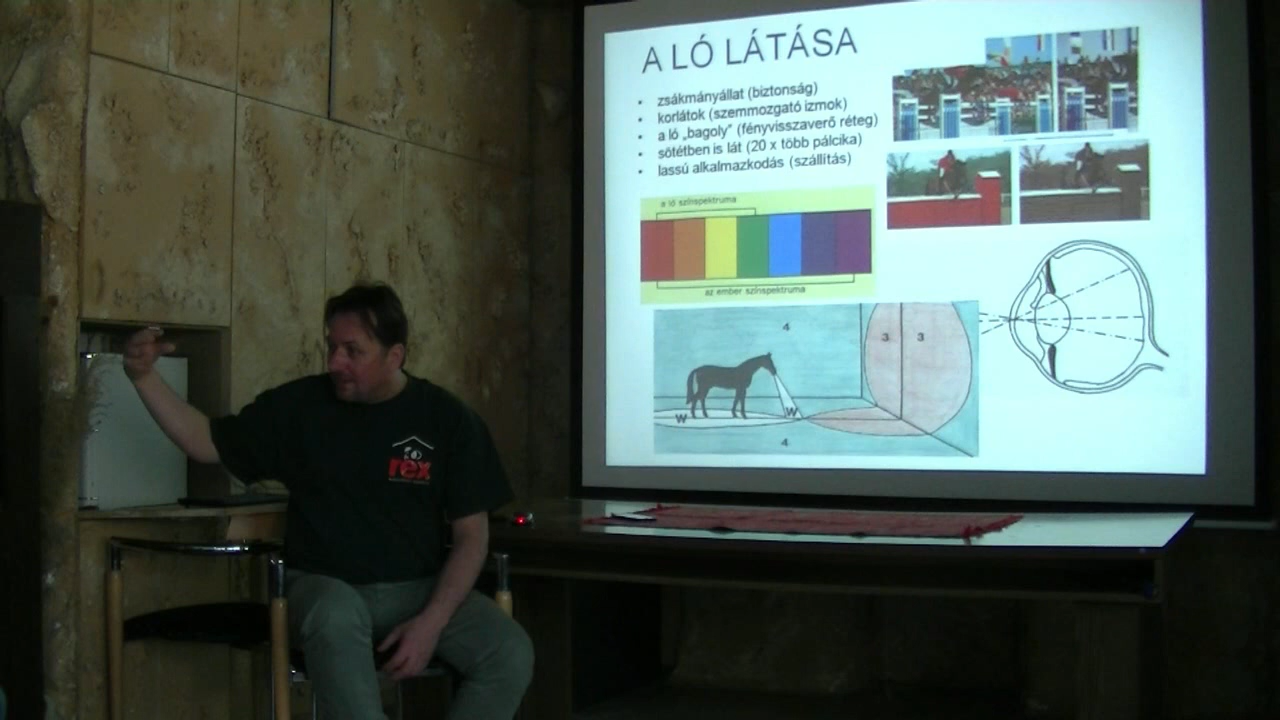 A LÓ LÁTÁSA
• zsákmányállat (biztonság)
• korlátok (szemmozgató izmok)
• a ló „bagoly" (fényvisszaverő réteg)
• sötétben is lát (20 x több pálcika)
• lassú alkalmazkodás (szállítás)
a ló színspektruma
az ember színspektruma
4
3 3
W W
4
rex